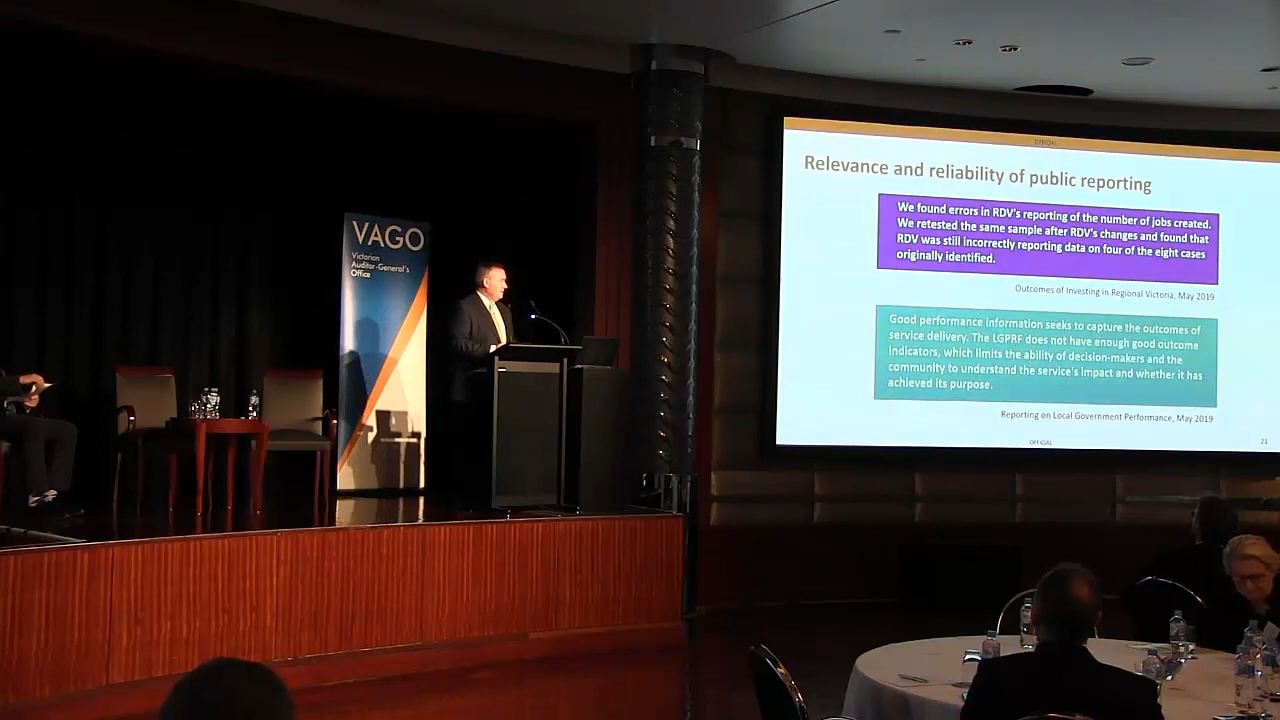 VAGO
Victorian
Auditor-General's
Office
OFFICIAL
Relevance and reliability of public reporting
We found errors in RDV's reporting of the number of jobs created.
We retested the same sample after RDV's changes and found that
RDV was still incorrectly reporting data on four of the eight cases
originally identified.
Outcomes of Investing in Regional Victoria, May 2019
Good performance information seeks to capture the outcomes of
service delivery. The LGPRF does not have enough good outcome
indicators, which limits the ability of decision-makers and the
community to understand the service's impact and whether it has
achieved its purpose.
Reporting on Local Government Performance, May 2019
OFFICIAL
21